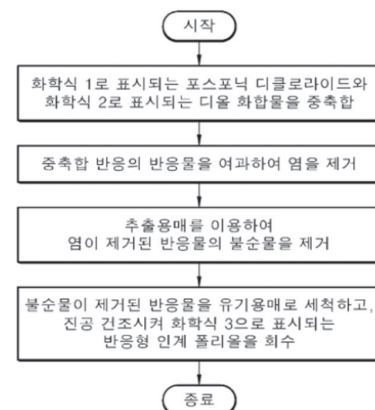 시작
화학식 1로 표시되는 포스포닉 디클로라이드와
화학식 2로 표시되는 디올 화합물을 중축합
중축합 반응의 반응물을 여과하여 염을 제거
추출용매를 이용하여
염이 제거된 반응물의 불순물을 제거
불순물이 제거된 반응물을 유기용매로 세척하고,
진공 건조시켜 화학식 3으로 표시되는
반응형 인계 폴리올을 회수
종료